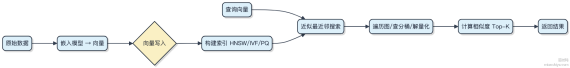 查询向量
原始数据
嵌入模型 → 向量
向量写入
构建索引 HNSW/IVF/PQ
近似最近邻搜索
遍历图/查分桶/解量化
计算相似度 Top-K
返回结果